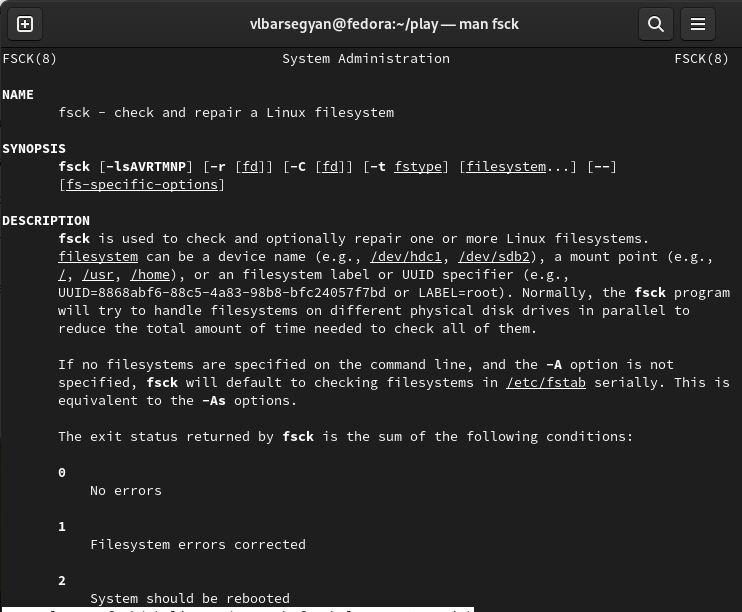 vlbarsegyan@fedora:~/play — man fsck
FSCK(8) System Administration FSCK(8)
NAME
fsck - check and repair a Linux filesystem
SYNOPSIS
fsck [-lsAVRTMNP] [-r [fd]] [-C [fd]] [-t fstype] [filesystem...] [--]
[fs-specific-options]
DESCRIPTION
fsck is used to check and optionally repair one or more Linux filesystems.
filesystem can be a device name (e.g., /dev/hdc1, /dev/sdb2), a mount point (e.g.,
/, /usr, /home), or an filesystem label or UUID specifier (e.g.,
UUID=8868abf6-88c5-4a83-98b8-bfc24057f7bd or LABEL=root). Normally, the fsck program
will try to handle filesystems on different physical disk drives in parallel to
reduce the total amount of time needed to check all of them.
If no filesystems are specified on the command line, and the -A option is not
specified, fsck will default to checking filesystems in /etc/fstab serially. This is
equivalent to the -As options.
The exit status returned by fsck is the sum of the following conditions:
0
No errors
1
Filesystem errors corrected
2
System should be rebooted